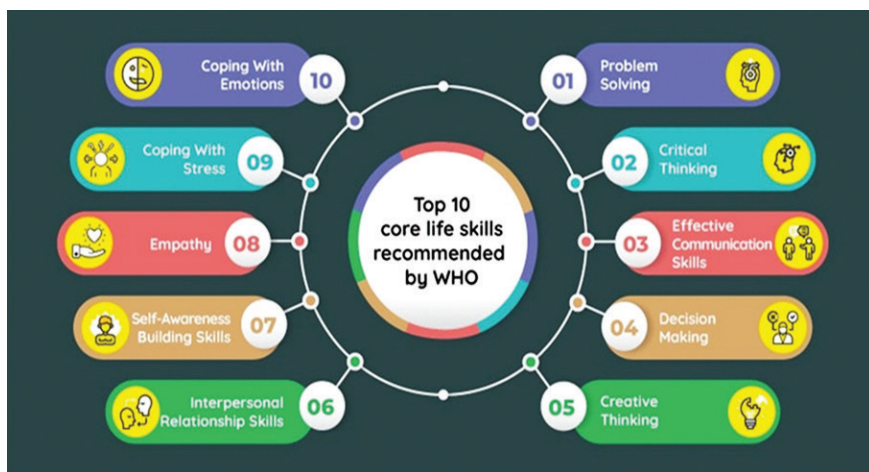 Top 10
core life skills
recommended
by WHO
01
Problem
Solving
02
Critical
Thinking
03
Effective
Communication
Skills
04
Decision
Making
05
Creative
Thinking
06
Interpersonal
Relationship Skills
07
Self-Awareness
Building Skills
08
Empathy
09
Coping With
Stress
10
Coping With
Emotions